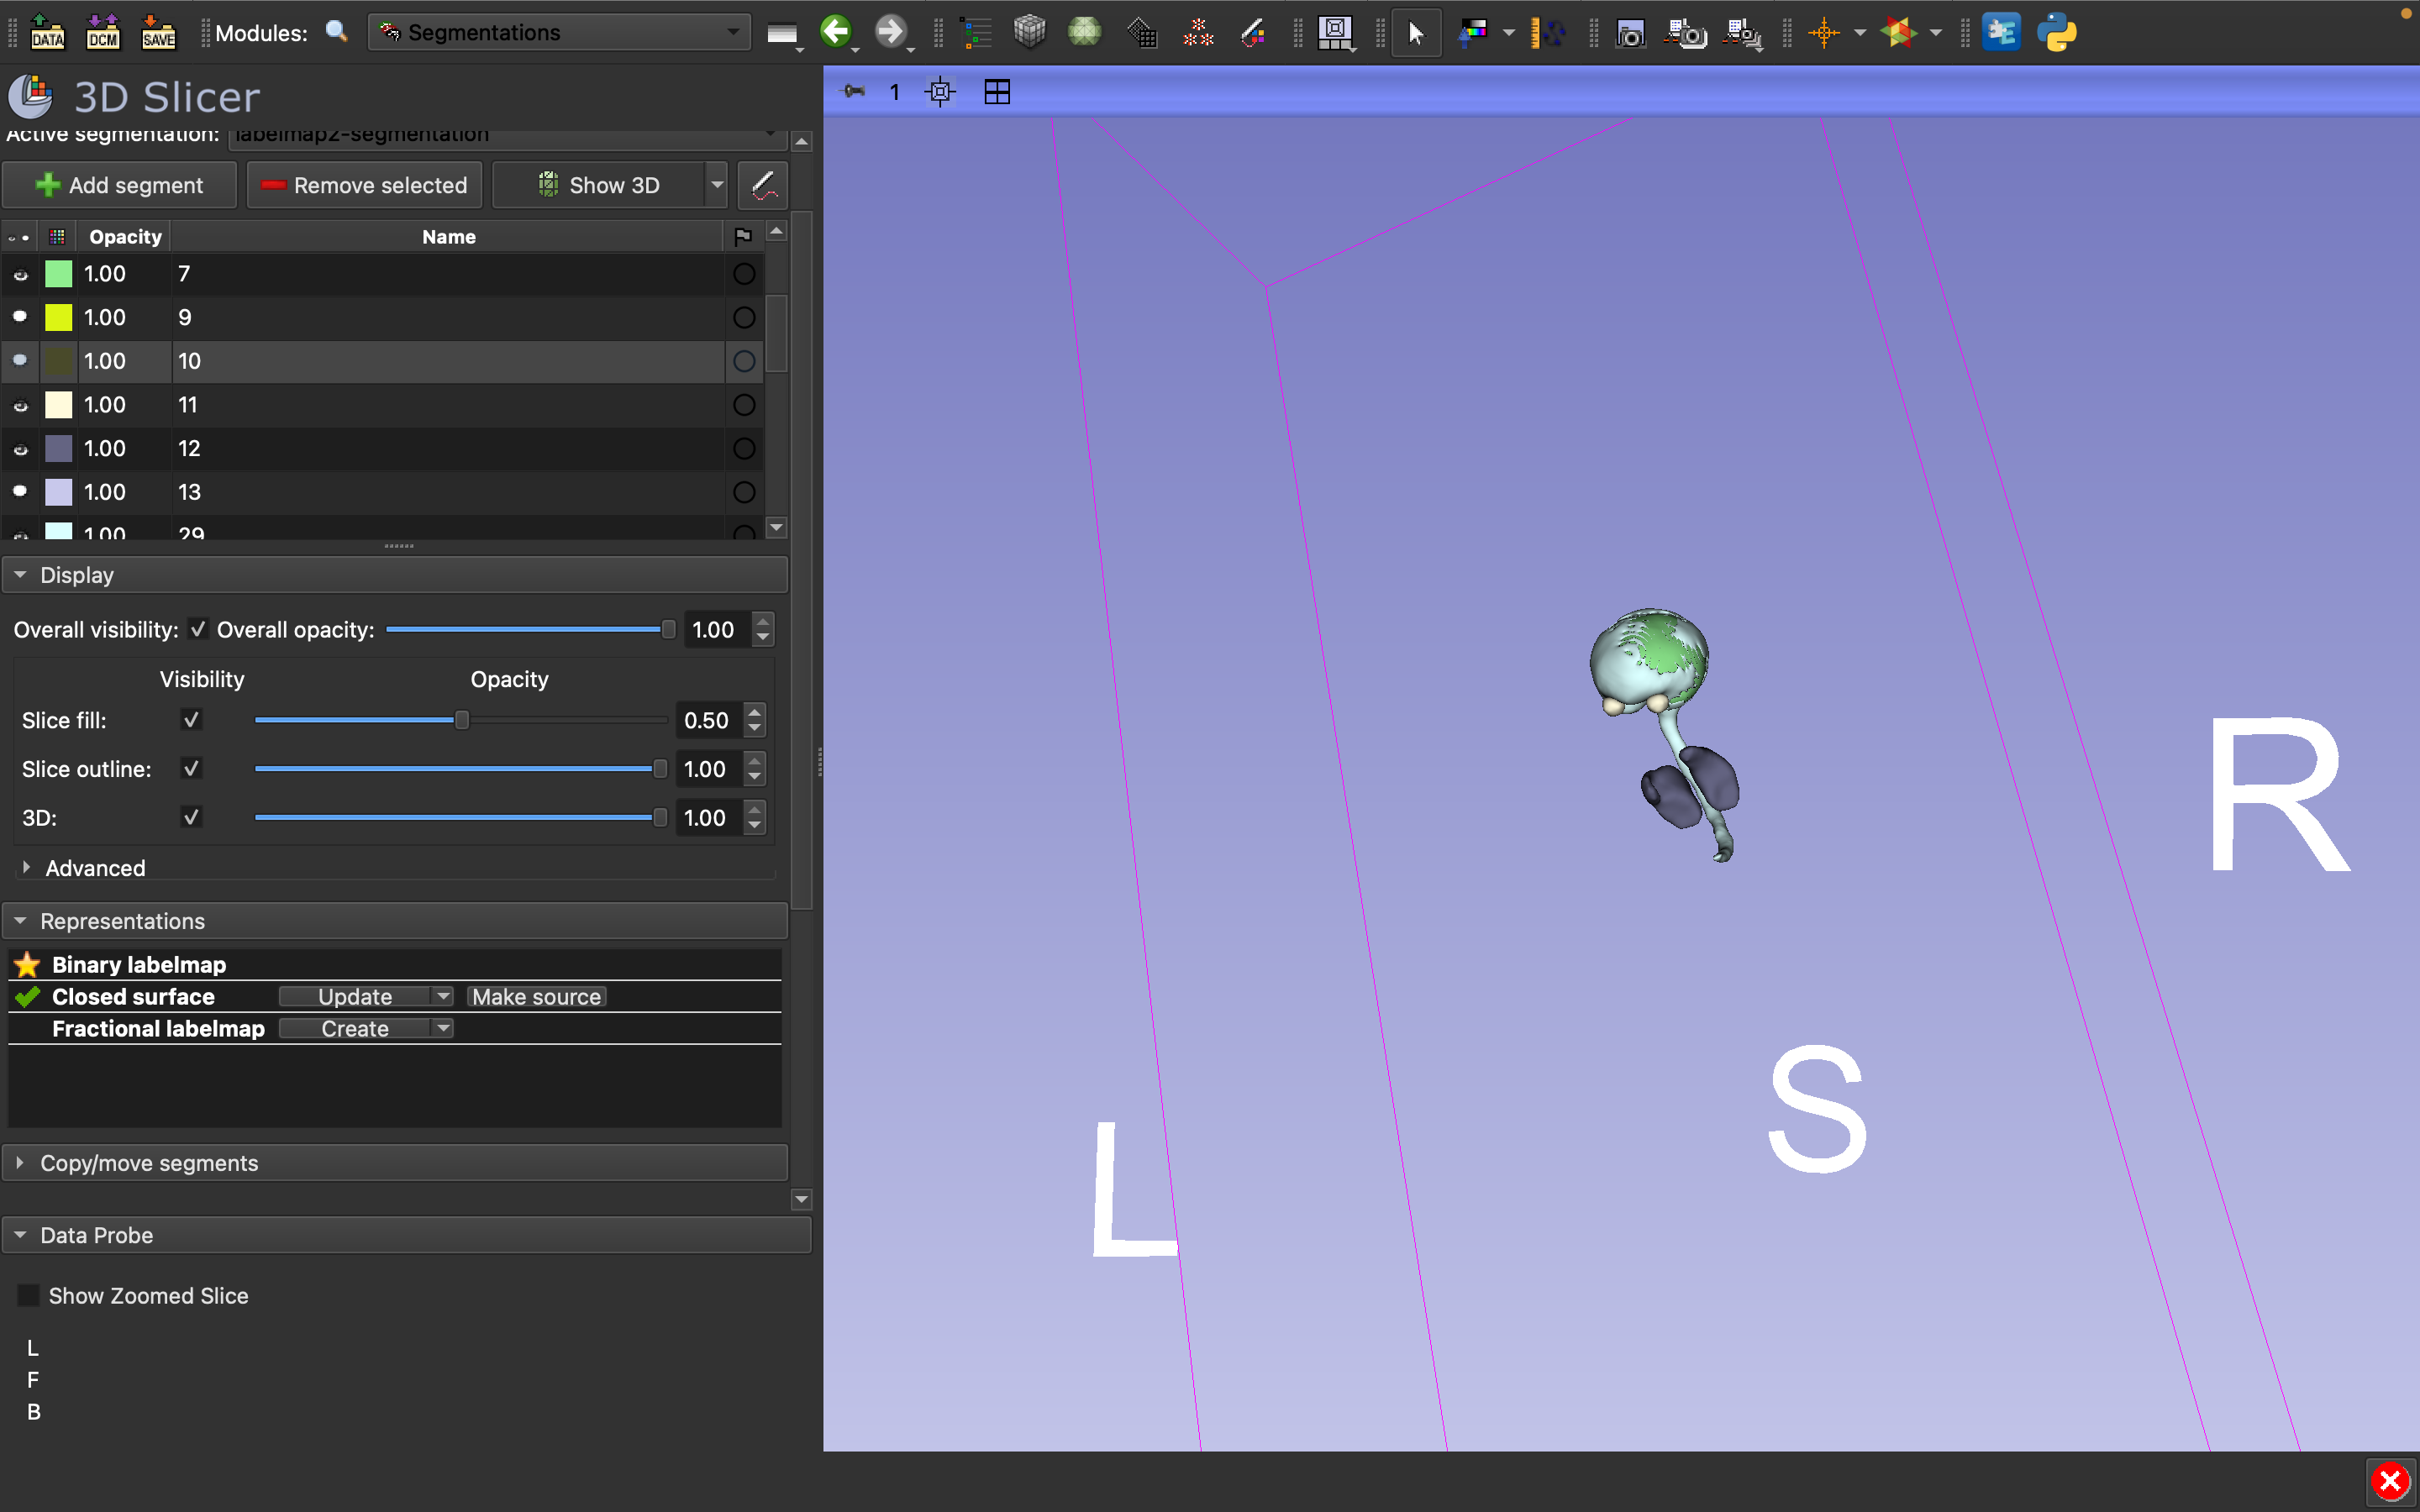 DATA DCM SAVE Modules: Segmentations
3D Slicer
1
Active segmentation: labelmap2-segmentation
Add segment Remove selected Show 3D
Opacity Name
1.00 7
1.00 9
1.00 10
1.00 11
1.00 12
1.00 13
1.00 29
Display
Overall visibility: Overall opacity: 1.00
Visibility Opacity
Slice fill: 0.50
Slice outline: 1.00
3D: 1.00
Advanced
Representations
Binary labelmap
Closed surface Update Make source
Fractional labelmap Create
Copy/move segments
Data Probe
Show Zoomed Slice
L
F
B
R
S
L